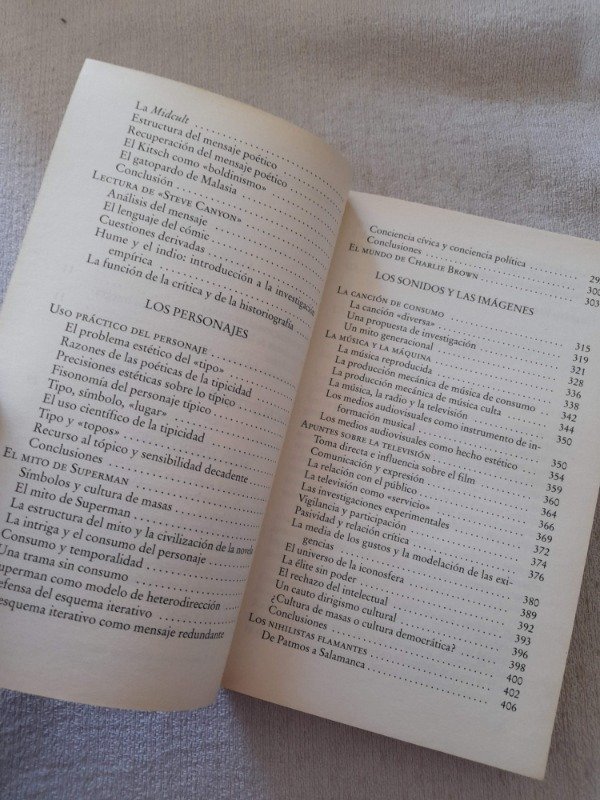 La Midcult
Estructura del mensaje poético
Recuperación del mensaje poético
El Kitsch como «boldinismo»
El gatopardo de Malasia
Conclusión
LECTURA DE «STEVE CANYON»
Análisis del mensaje
El lenguaje del cómic
Cuestiones derivadas
Hume y el indio: introducción a la investigación
empírica
La función de la crítica y de la historiografía
LOS PERSONAJES
USO PRÁCTICO DEL PERSONAJE
El problema estético del «tipo»
Razones de las poéticas de la tipicidad
Precisiones estéticas sobre lo típico
Fisonomía del personaje típico
Tipo, símbolo, «lugar»
El uso científico de la tipicidad
Tipo y «topos»
Recurso al tópico y sensibilidad decadente
Conclusiones
EL MITO DE SUPERMAN
Símbolos y cultura de masas
El mito de Superman
La estructura del mito y la civilización de la novela
La intriga y el consumo del personaje
Consumo y temporalidad
Una trama sin consumo
uperman como modelo de heterodirección
efensa del esquema iterativo
esquema iterativo como mensaje redundante
Conciencia cívica y conciencia política 29
Conclusiones 300
EL MUNDO DE CHARLIE BROWN 303
LOS SONIDOS Y LAS IMÁGENES
LA CANCIÓN DE CONSUMO 315
La canción «diversa» 319
Una propuesta de investigación 321
Un mito generacional 328
LA MÚSICA Y LA MÁQUINA 336
La música reproducida 338
La producción mecánica de música de consumo 342
La producción mecánica de música culta 344
La música, la radio y la televisión 350
Los medios audiovisuales como instrumento de in-
formación musical 350
Los medios audiovisuales como hecho estético 354
APUNTES SOBRE LA TELEVISIÓN 359
Toma directa e influencia sobre el film 360
Comunicación y expresión 364
La relación con el público 366
La televisión como «servicio» 369
Las investigaciones experimentales 372
Vigilancia y participación 374
Pasividad y relación crítica 376
La media de los gustos y la modelación de las exi-
gencias 380
El universo de la iconosfera 389
La élite sin poder 392
El rechazo del intelectual 393
Un cauto dirigismo cultural 396
¿Cultura de masas o cultura democrática? 398
Conclusiones 400
LOS NIHILISTAS FLAMANTES 402
De Patmos a Salamanca 406